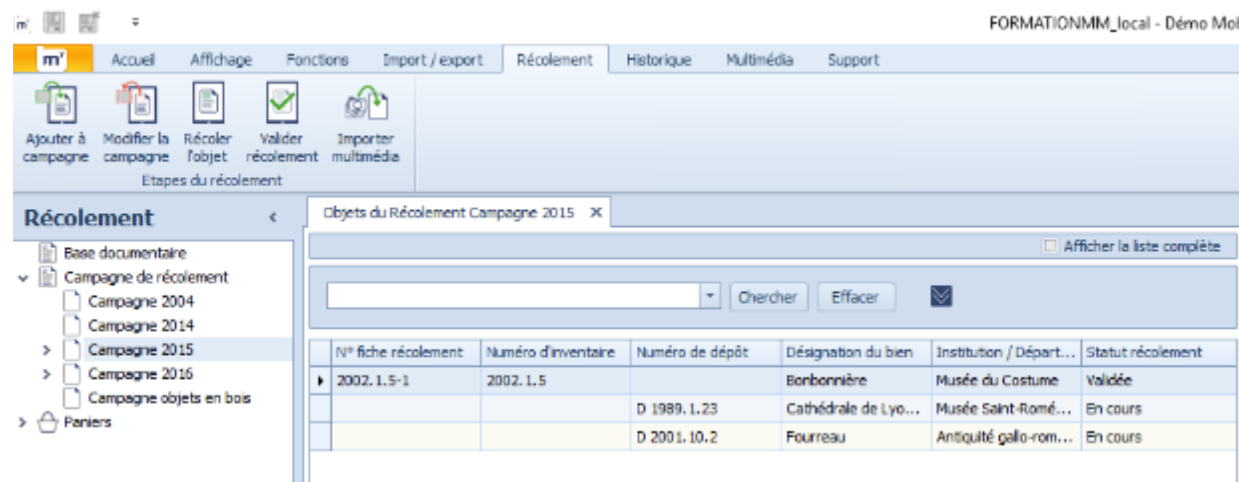 FORMATIONMM_local - Démo Mob
m'
Accueil Affichage Fonctions Import / export Récolement Historique Multimédia Support
Ajouter à campagne
Modifier la campagne
Récoler l'objet
Valider récolement
Importer multimédia
Etapes du récolement
Récolement
Base documentaire
Campagne de récolement
Campagne 2004
Campagne 2014
Campagne 2015
Campagne 2016
Campagne objets en bois
Paniers
Objets du Récolement Campagne 2015
Afficher la liste complète
Chercher Effacer
N° fiche récolement Numéro d'inventaire Numéro de dépôt Désignation du bien Institution / Départ... Statut récolement
2002.1.5-1 2002.1.5 Bonbonnière Musée du Costume Validée
D 1989.1.23 Cathédrale de Lyo... Musée Saint-Romé... En cours
D 2001.10.2 Fourreau Antiquité gallo-rom... En cours